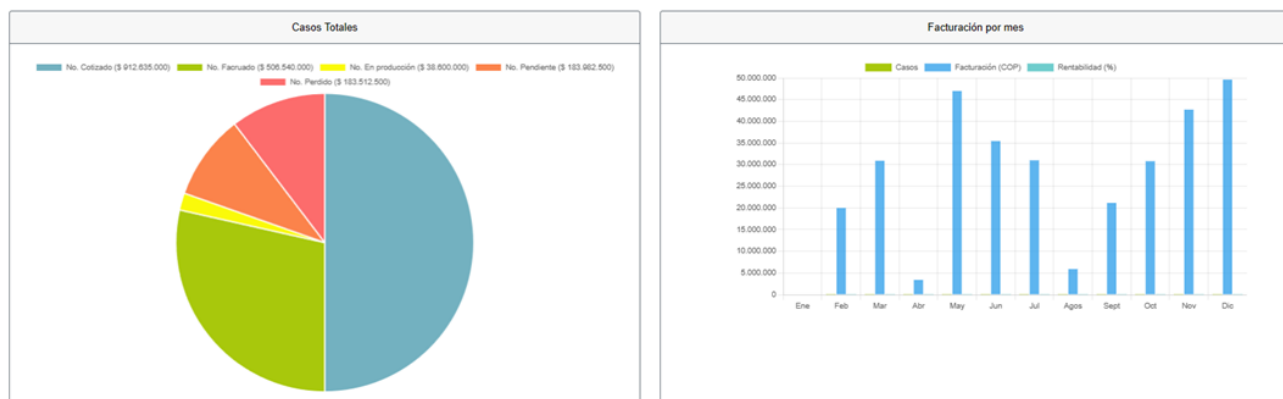 Casos Totales
No. Cotizado ($ 912.635.000) No. Facruado ($ 506.540.000) No. En producción ($ 38.600.000) No. Pendiente ($ 183.982.500)
No. Perdido ($ 183.512.500)
Facturación por mes
Casos Facturación (COP) Rentabilidad (%)
50.000.000
45.000.000
40.000.000
35.000.000
30.000.000
25.000.000
20.000.000
15.000.000
10.000.000
5.000.000
0
Ene Feb Mar Abr May Jun Jul Agos Sept Oct Nov Dic